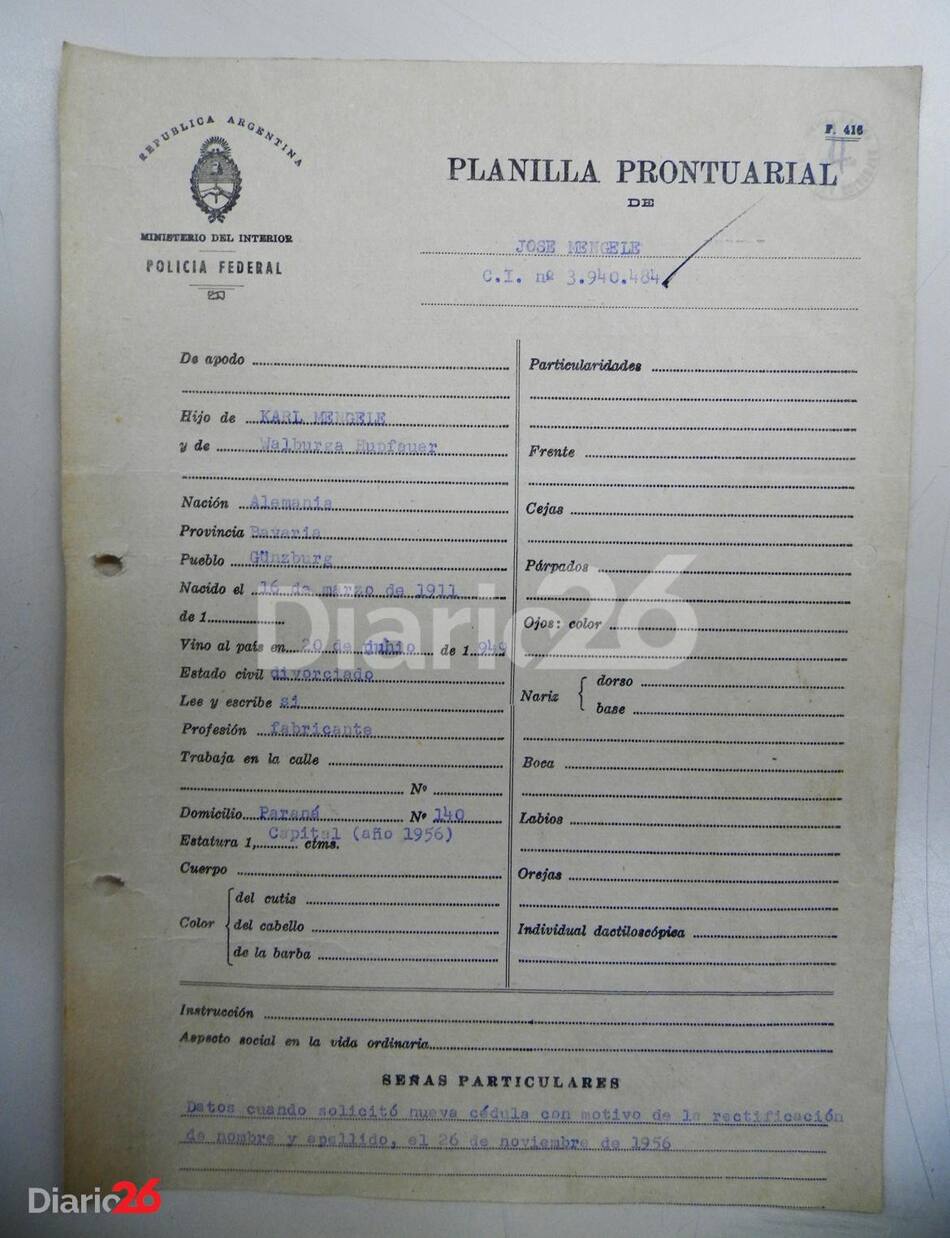 REPUBLICA ARGENTINA
MINISTERIO DEL INTERIOR
POLICIA FEDERAL
F. 416
PLANILLA PRONTUARIAL
DE
JOSE MENGELE
C.I. nº 3.940.484
De apodo
Hijo de KARL MENGELE
y de Walburga Hupfauer
Nación Alemania
Provincia Bavaria
Pueblo Günzburg
Nacido el 16 de marzo de 1911
de 1
Vino al país en 20 de de 1.949
Estado civil divorciado
Lee y escribe si
Profesión fabricante
Trabaja en la calle
Nº
Domicilio Paraná Nº 140
Capital (año 1956)
Estatura 1, ctms.
Cuerpo
Color
del cutis
del cabello
de la barba
Particularidades
Frente
Cejas
Párpados
Ojos: color
Nariz
dorso
base
Boca
Labios
Orejas
Individual dactiloscópica
Instrucción
Aspecto social en la vida ordinaria
SEÑAS PARTICULARES
Datos cuando solicitó nueva cédula con motivo de la rectificación
de nombre y apellido, el 26 de noviembre de 1956
Diario26
Diario26